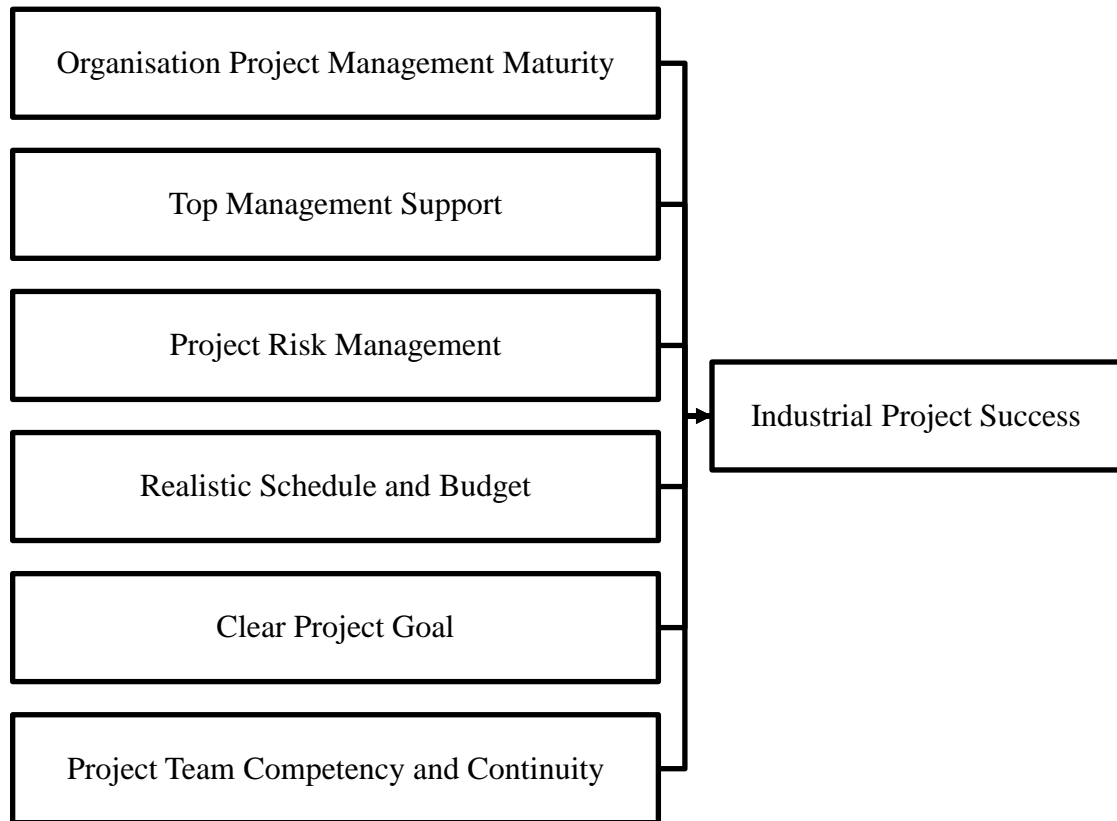 Organisation Project Management Maturity
Top Management Support
Project Risk Management
Industrial Project Success
Realistic Schedule and Budget
Clear Project Goal
Project Team Competency and Continuity